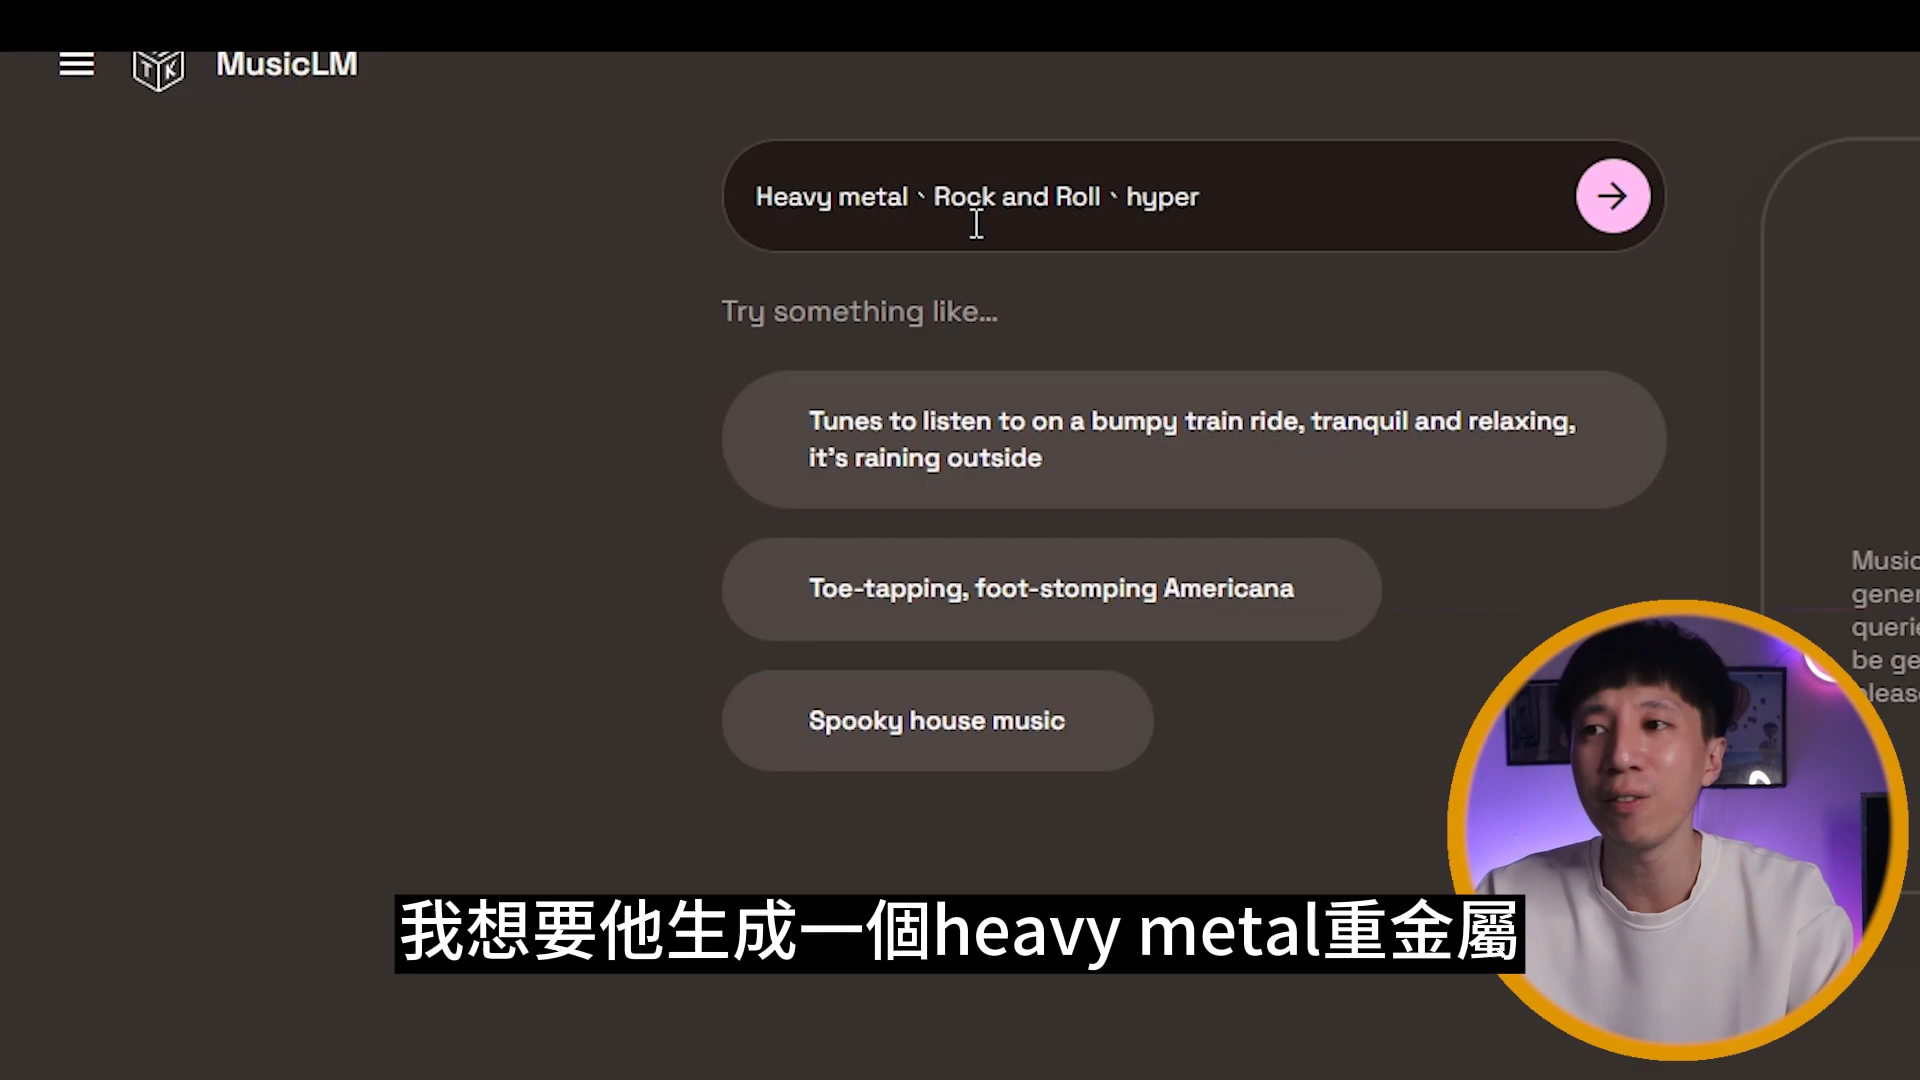 MusicLM
Heavy metal、Rock and Roll、hyper
Try something like...
Tunes to listen to on a bumpy train ride, tranquil and relaxing,
it's raining outside
Toe-tapping, foot-stomping Americana
Spooky house music
我想要他生成一個heavy metal重金屬